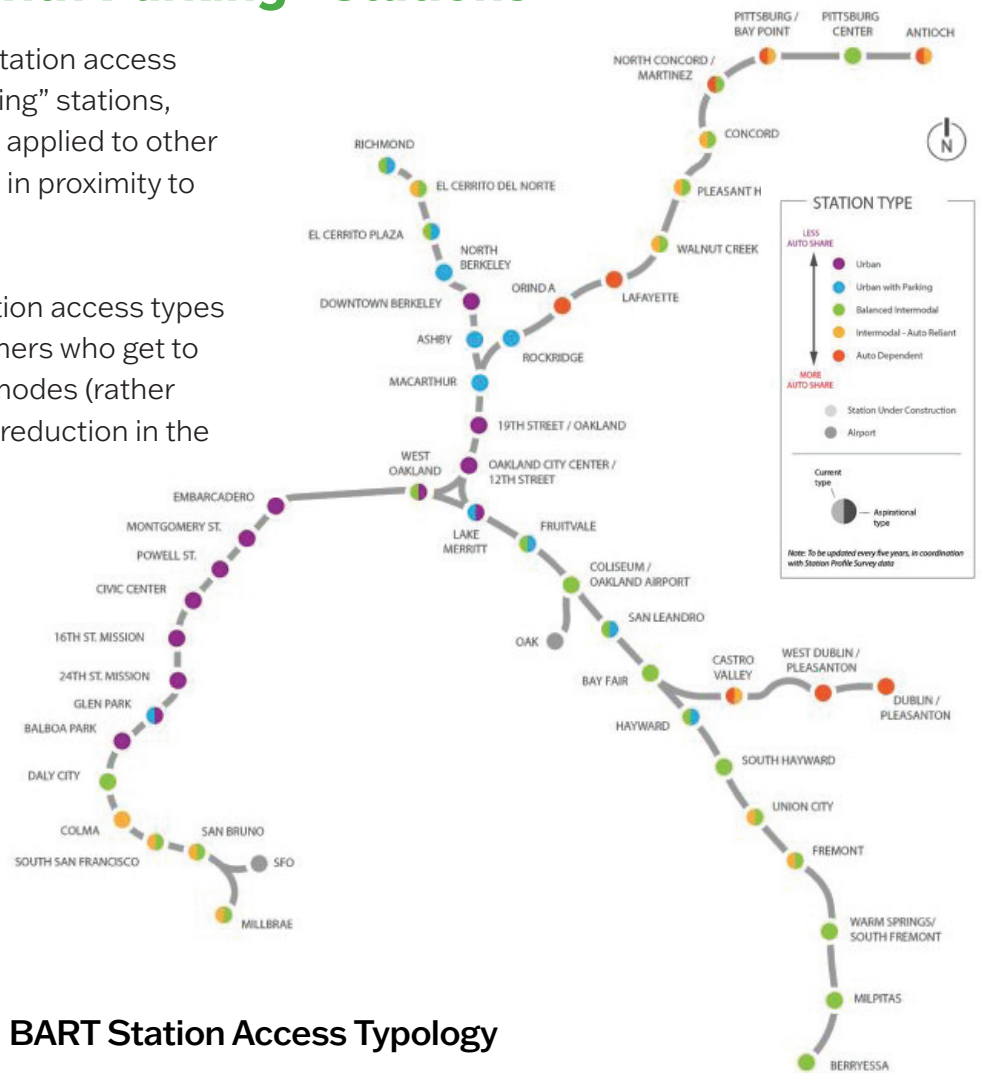 tation access
ing” stations,
applied to other
in proximity to
tion access types
ners who get to
nodes (rather
reduction in the
PITTSBURG /
BAY POINT
PITTSBURG
CENTER
ANTIOCH
NORTH CONCORD /
MARTINEZ
CONCORD
N
RICHMOND
EL CERRITO DEL NORTE
PLEASANT H
EL CERRITO PLAZA
NORTH
BERKELEY
WALNUT CREEK
DOWNTOWN BERKELEY
ORIND A
LAFAYETTE
ASHBY
ROCKRIDGE
MACARTHUR
19TH STREET / OAKLAND
WEST
OAKLAND
OAKLAND CITY CENTER /
12TH STREET
EMBARCADERO
LAKE
MERRITT
FRUITVALE
MONTGOMERY ST.
POWELL ST.
COLISEUM /
OAKLAND AIRPORT
CIVIC CENTER
SAN LEANDRO
16TH ST. MISSION
OAK
24TH ST. MISSION
BAY FAIR
CASTRO
VALLEY
WEST DUBLIN /
PLEASANTON
DUBLIN /
PLEASANTON
GLEN PARK
HAYWARD
BALBOA PARK
SOUTH HAYWARD
DALY CITY
UNION CITY
COLMA
SAN BRUNO
SOUTH SAN FRANCISCO
SFO
FREMONT
MILLBRAE
WARM SPRINGS/
SOUTH FREMONT
MILPITAS
BERRYESSA
STATION TYPE
LESS
AUTO SHARE
Urban
Urban with Parking
Balanced Intermodal
Intermodal - Auto Reliant
Auto Dependent
MORE
AUTO SHARE
Station Under Construction
Airport
Current
type
Aspirational
type
Note: To be updated every five years, in coordination
with Station Profile Survey data
BART Station Access Typology